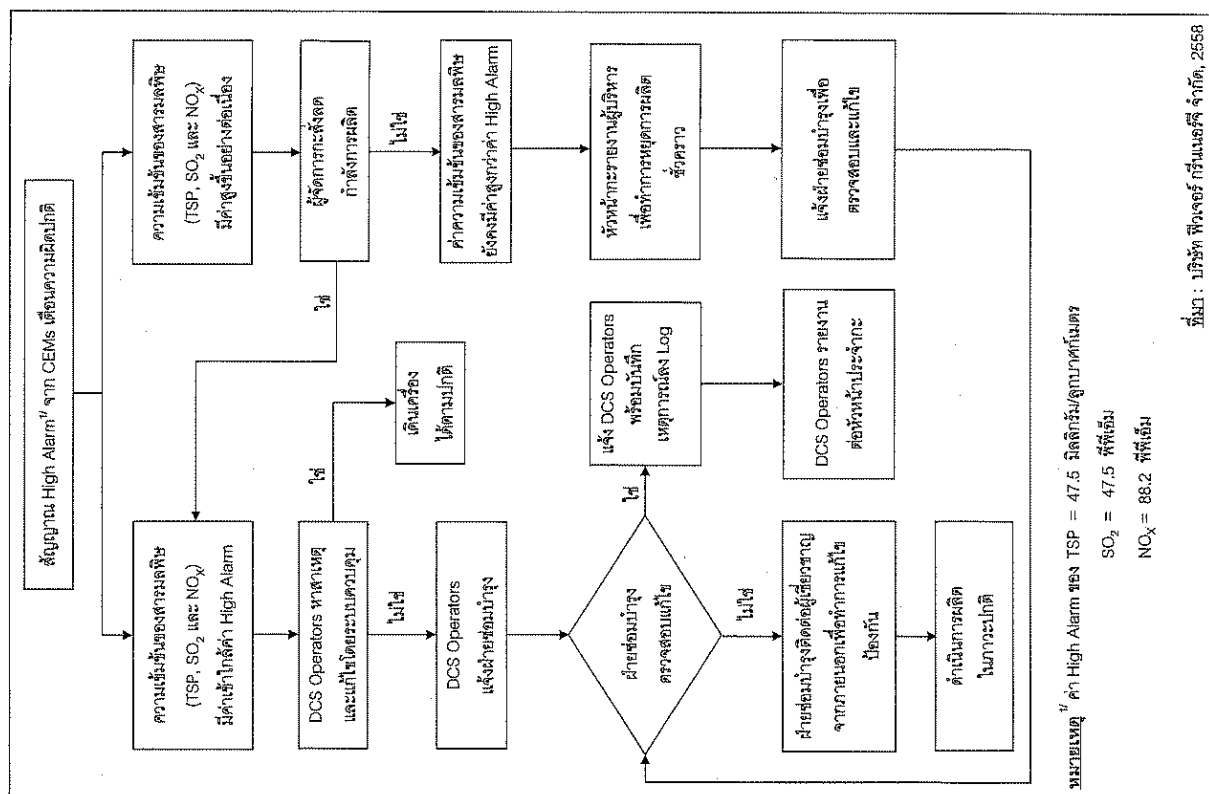 สัญญาณ High Alarm1/ จาก CEMs เตือนความผิดปกติ
ความเข้มข้นของสารมลพิษ
(TSP, SO2 และ NOX)
มีค่าเข้าใกล้ค่า High Alarm
ความเข้มข้นของสารมลพิษ
(TSP, SO2 และ NOX)
มีค่าสูงขึ้นอย่างต่อเนื่อง
DCS Operators หาสาเหตุ
และแก้ไขโดยระบบควบคุม
ใช่
เดินเครื่อง
ได้ตามปกติ
ใช่
ผู้จัดการกะสั่งลด
กำลังการผลิต
ไม่ใช่
ไม่ใช่
DCS Operators
แจ้งฝ่ายซ่อมบำรุง
ค่าความเข้มข้นของสารมลพิษ
ยังคงมีค่าสูงกว่าค่า High Alarm
ฝ่ายซ่อมบำรุง
ตรวจสอบแก้ไข
ใช่
แจ้ง DCS Operators
พร้อมบันทึก
เหตุการณ์ลง Log
หัวหน้ากะรายงานผู้บริหาร
เพื่อทำการหยุดการผลิต
ชั่วคราว
ไม่ใช่
ฝ่ายซ่อมบำรุงติดต่อผู้เชี่ยวชาญ
จากภายนอกเพื่อทำการแก้ไข
ป้องกัน
DCS Operators รายงาน
ต่อหัวหน้าประจำกะ
แจ้งฝ่ายซ่อมบำรุงเพื่อ
ตรวจสอบและแก้ไข
ดำเนินการผลิต
ในภาวะปกติ
หมายเหตุ 1/ ค่า High Alarm ของ TSP = 47.5 มิลลิกรัม/ลูกบาศก์เมตร
SO2 = 47.5 พีพีเอ็ม
NOX = 88.2 พีพีเอ็ม
ที่มา : บริษัท ฟิวเจอร์ กรีนเนอร์จี จำกัด, 2558